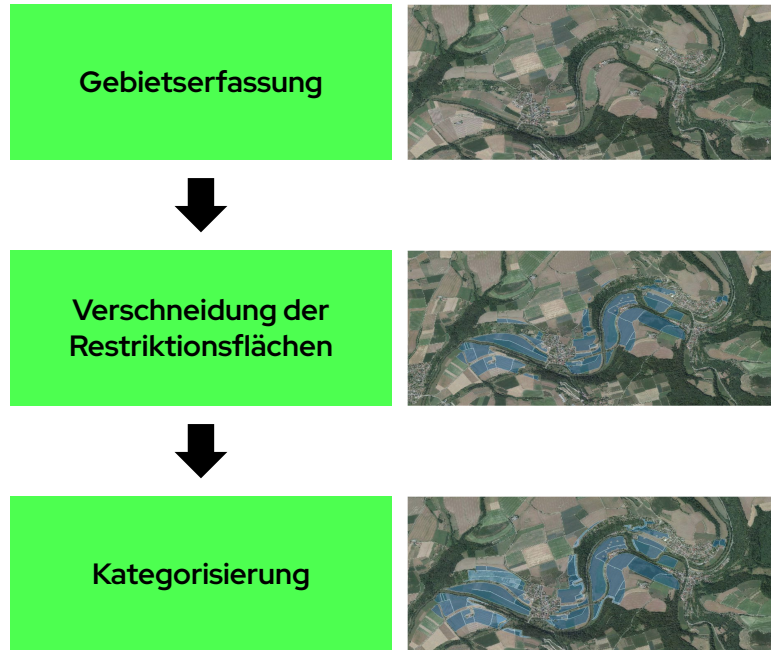 Gebietserfassung
Verschneidung der
Restriktionsflächen
Kategorisierung